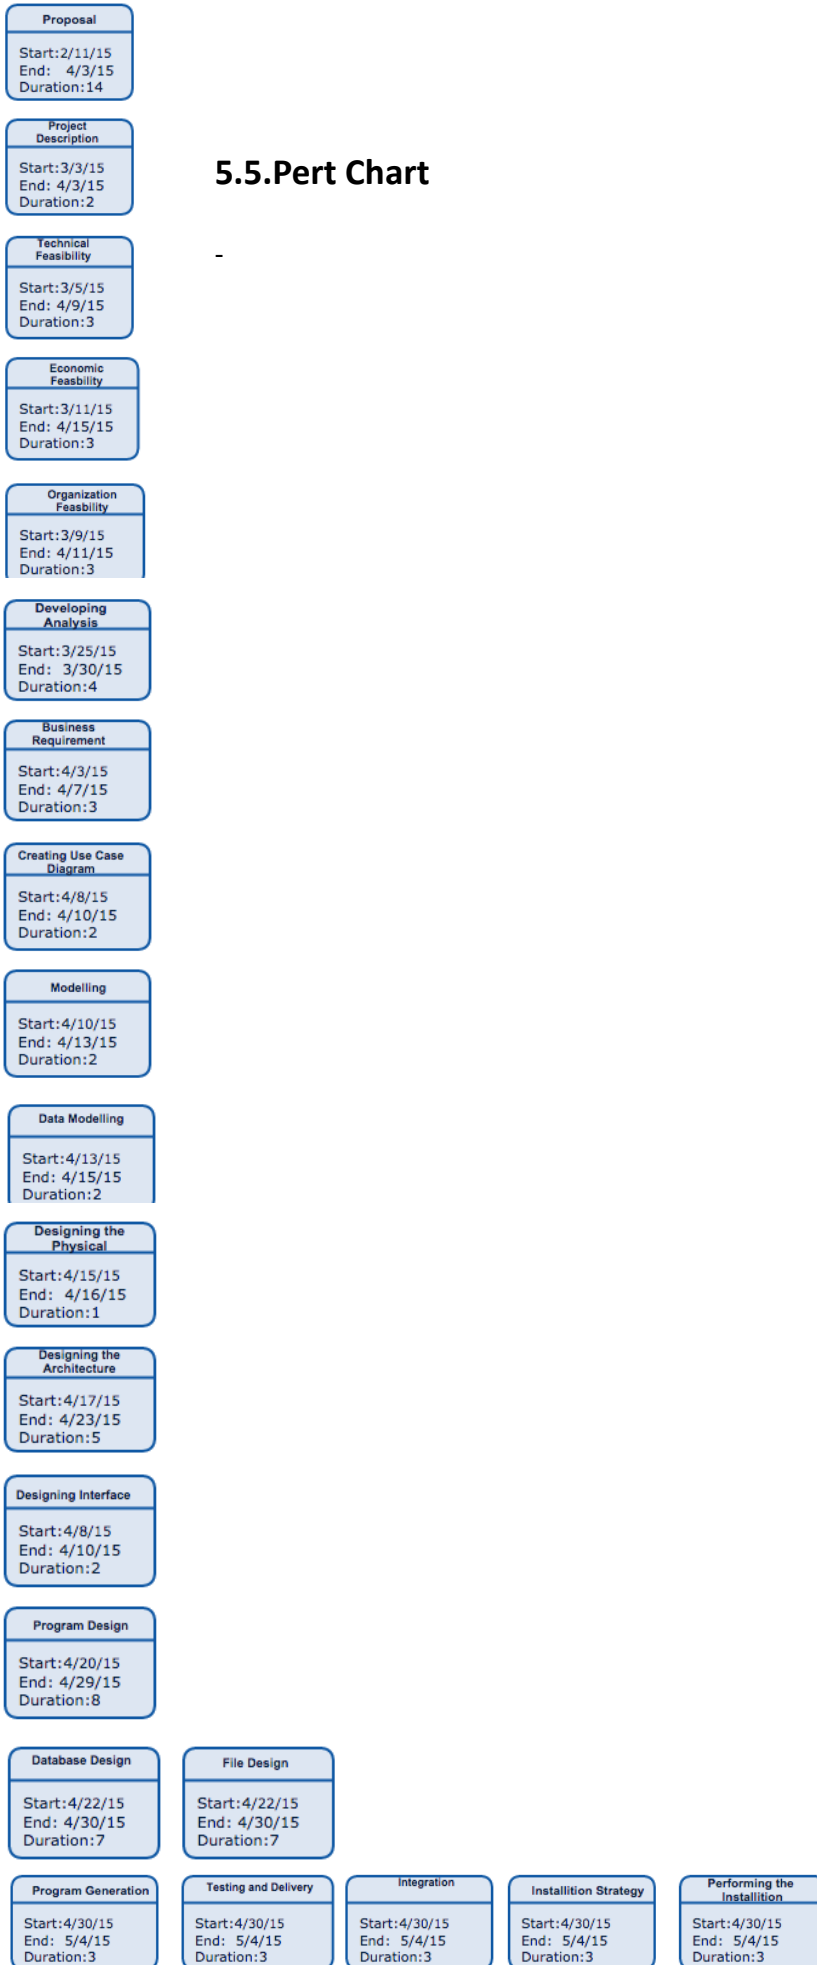 Proposal
Start:2/11/15
End: 4/3/15
Duration:14
Project
Description
Start:3/3/15
End: 4/3/15
Duration:2
5.5.Pert Chart
Technical
Feasibility
Start:3/5/15
End: 4/9/15
Duration:3
-
Economic
Feasbility
Start:3/11/15
End: 4/15/15
Duration:3
Organization
Feasbility
Start:3/9/15
End: 4/11/15
Duration:3
Developing
Analysis
Start:3/25/15
End: 3/30/15
Duration:4
Business
Requirement
Start:4/3/15
End: 4/7/15
Duration:3
Creating Use Case
Diagram
Start:4/8/15
End: 4/10/15
Duration:2
Modelling
Start:4/10/15
End: 4/13/15
Duration:2
Data Modelling
Start:4/13/15
End: 4/15/15
Duration:2
Designing the
Physical
Start:4/15/15
End: 4/16/15
Duration:1
Designing the
Architecture
Start:4/17/15
End: 4/23/15
Duration:5
Designing Interface
Start:4/8/15
End: 4/10/15
Duration:2
Program Design
Start:4/20/15
End: 4/29/15
Duration:8
Database Design
Start:4/22/15
End: 4/30/15
Duration:7
File Design
Start:4/22/15
End: 4/30/15
Duration:7
Program Generation
Start:4/30/15
End: 5/4/15
Duration:3
Testing and Delivery
Start:4/30/15
End: 5/4/15
Duration:3
Integration
Start:4/30/15
End: 5/4/15
Duration:3
Installition Strategy
Start:4/30/15
End: 5/4/15
Duration:3
Performing the
Installition
Start:4/30/15
End: 5/4/15
Duration:3